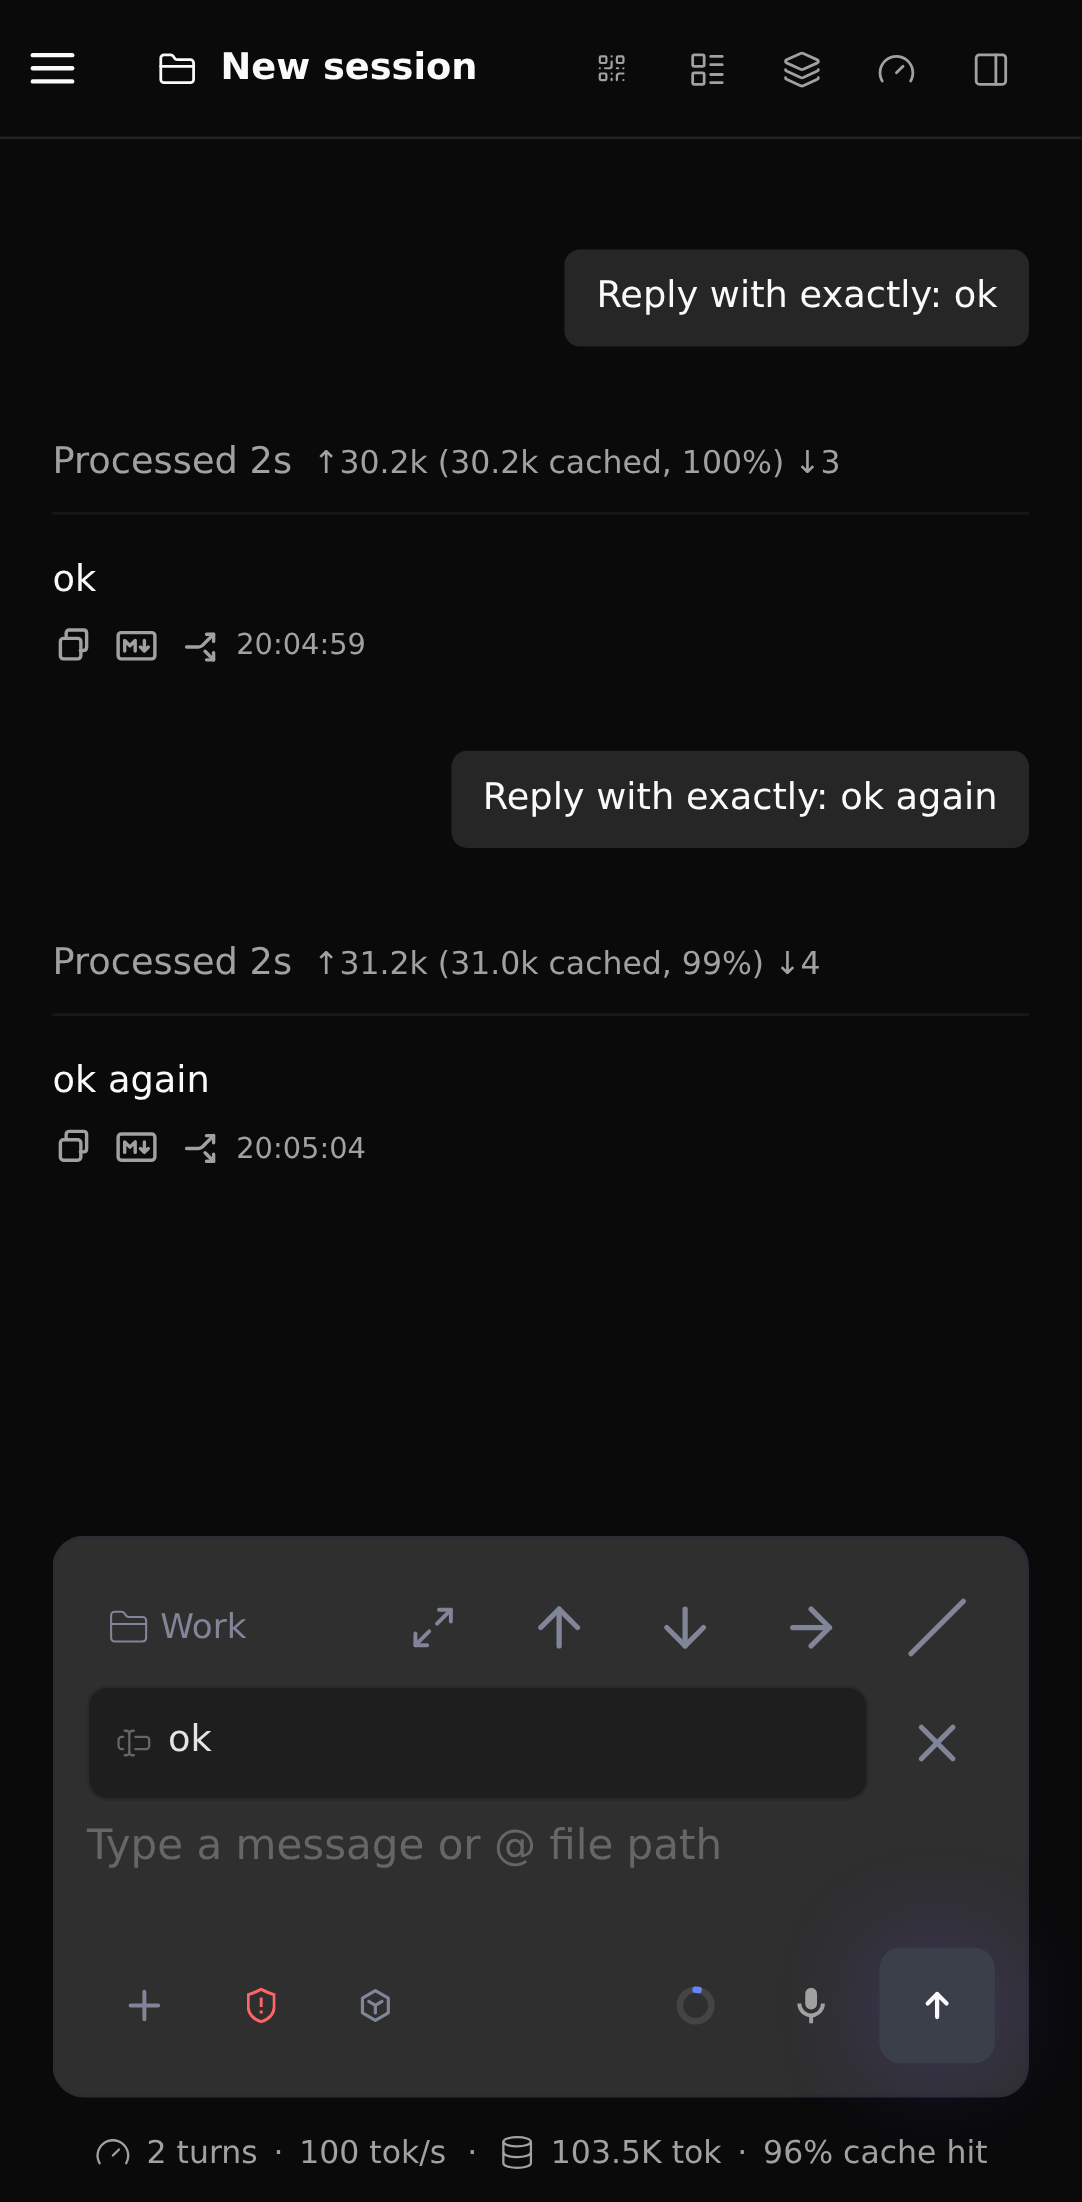 New session
Reply with exactly: ok
Processed 2s ↑30.2k (30.2k cached, 100%) ↓3
ok
20:04:59
Reply with exactly: ok again
Processed 2s ↑31.2k (31.0k cached, 99%) ↓4
ok again
20:05:04
Work
ok
Type a message or @ file path
2 turns · 100 tok/s · 103.5K tok · 96% cache hit